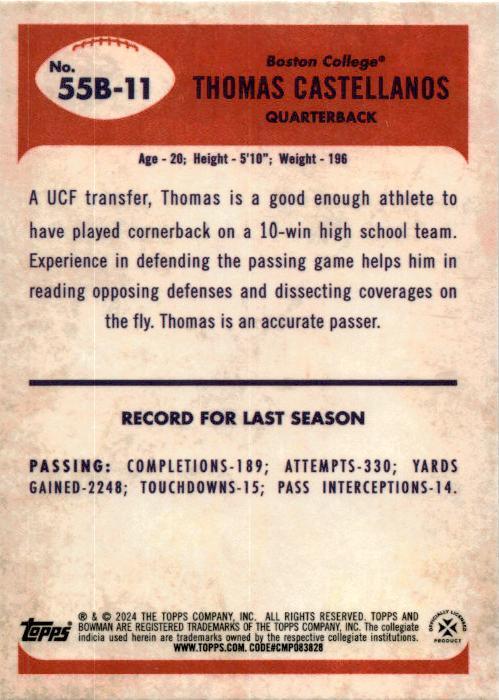 No.
55B-11
Boston College®
THOMAS CASTELLANOS
QUARTERBACK
Age - 20; Height - 5'10"; Weight - 196
A UCF transfer, Thomas is a good enough athlete to
have played cornerback on a 10-win high school team.
Experience in defending the passing game helps him in
reading opposing defenses and dissecting coverages on
the fly. Thomas is an accurate passer.
RECORD FOR LAST SEASON
PASSING: COMPLETIONS-189; ATTEMPTS-330; YARDS
GAINED-2248; TOUCHDOWNS-15; PASS INTERCEPTIONS-14.
Topps
® & © 2024 THE TOPPS COMPANY, INC. ALL RIGHTS RESERVED. TOPPS AND
BOWMAN ARE REGISTERED TRADEMARKS OF THE TOPPS COMPANY, INC. The collegiate
indicia used herein are trademarks owned by the respective collegiate institutions.
WWW.TOPPS.COM. CODE#CMP083828
OFFICIALLY LICENSED
PRODUCT